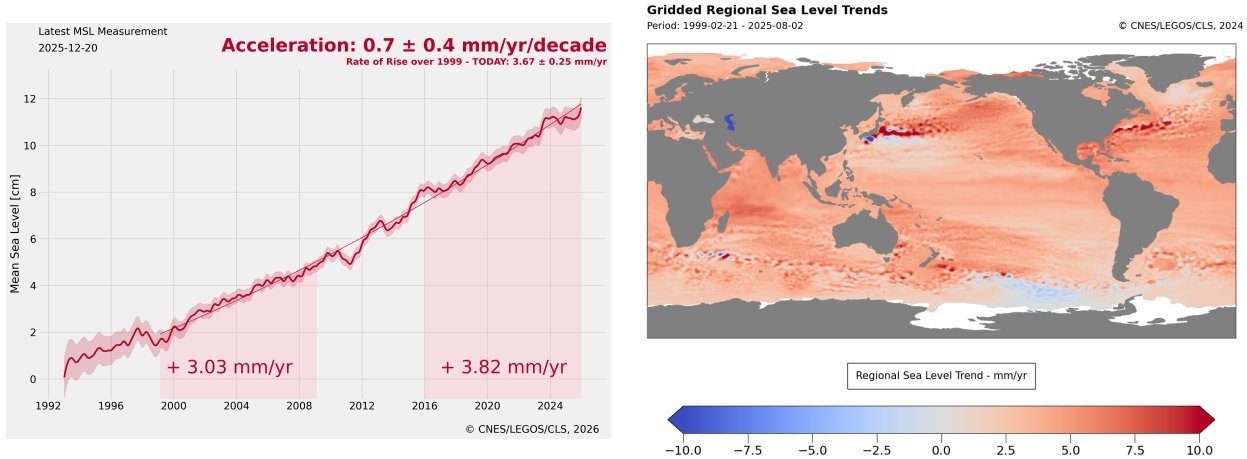 Latest MSL Measurement
2025-12-20
Acceleration: 0.7 ± 0.4 mm/yr/decade
Rate of Rise over 1999 - TODAY: 3.67 ± 0.25 mm/yr
Mean Sea Level [cm]
12
10
8
6
4
2
0
+ 3.03 mm/yr
+ 3.82 mm/yr
1992 1996 2000 2004 2008 2012 2016 2020 2024
© CNES/LEGOS/CLS, 2026
Gridded Regional Sea Level Trends
Period: 1999-02-21 - 2025-08-02
© CNES/LEGOS/CLS, 2024
Regional Sea Level Trend - mm/yr
−10.0 −7.5 −5.0 −2.5 0.0 2.5 5.0 7.5 10.0